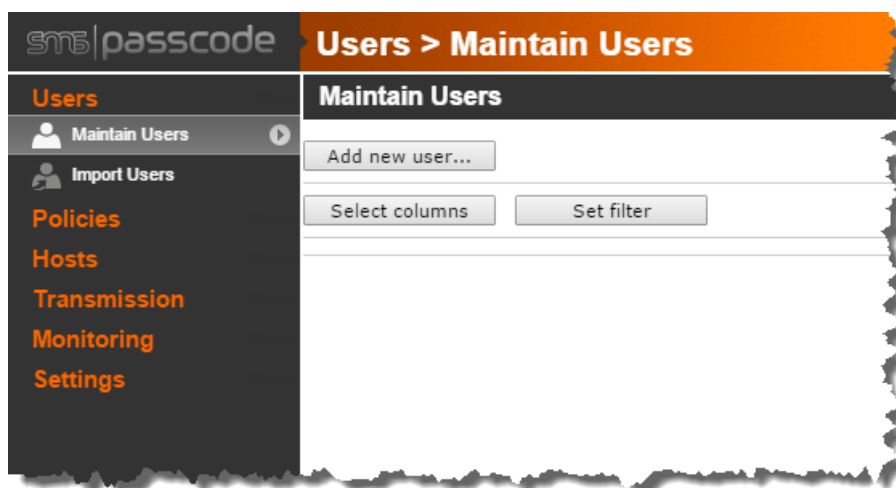 sms|passcode
Users > Maintain Users
Users
Maintain Users
Import Users
Policies
Hosts
Transmission
Monitoring
Settings
Maintain Users
Add new user...
Select columns
Set filter